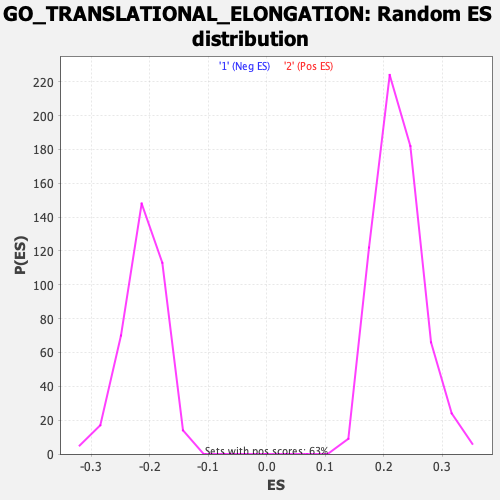 GO_TRANSLATIONAL_ELONGATION: Random ES
distribution
'1' (Neg ES) '2' (Pos ES)
220
200
180
160
140
120
100
80
60
40
20
0
P(ES)
Sets with pos scores: 63%
-0.3 -0.2 -0.1 0.0 0.1 0.2 0.3
ES